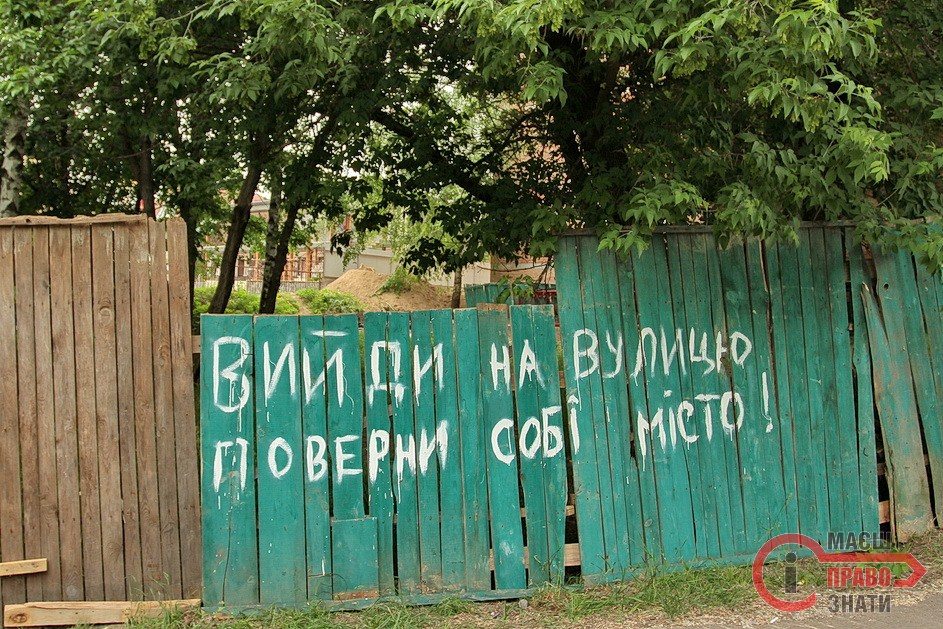 Вийди на вулицю
поверни собі місто!
МАЄШ
ПРАВО
ЗНАТИ